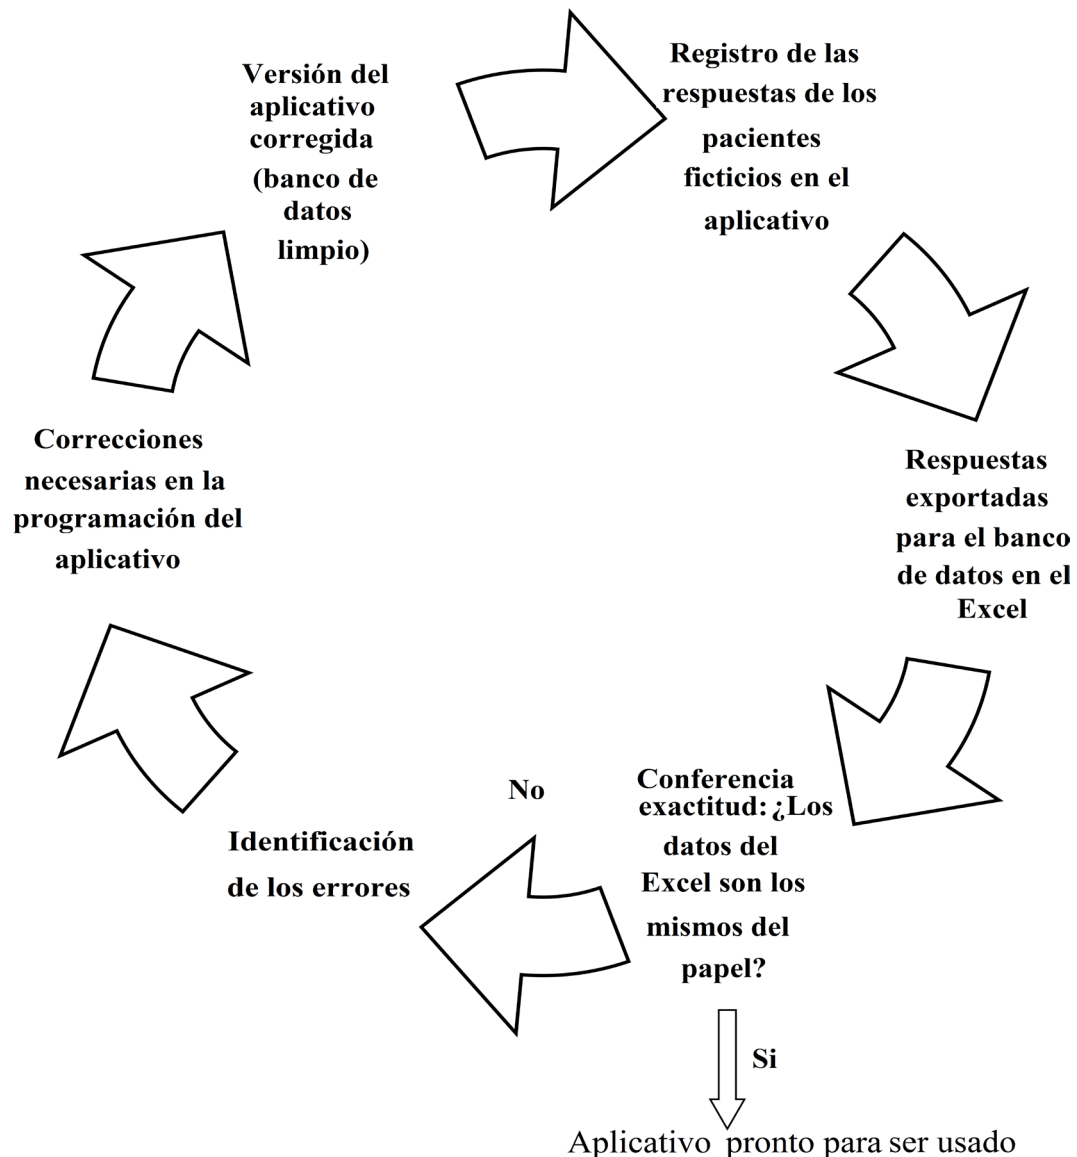 Versión del
aplicativo
corregida
(banco de
datos
limpio)
Registro de las
respuestas de los
pacientes
ficticios en el
aplicativo
Respuestas
exportadas
para el banco
de datos en el
Excel
Conferencia
exactitud: ¿Los
datos del
Excel son los
mismos del
papel?
Si
Aplicativo pronto para ser usado
No
Identificación
de los errores
Correcciones
necesarias en la
programación del
aplicativo